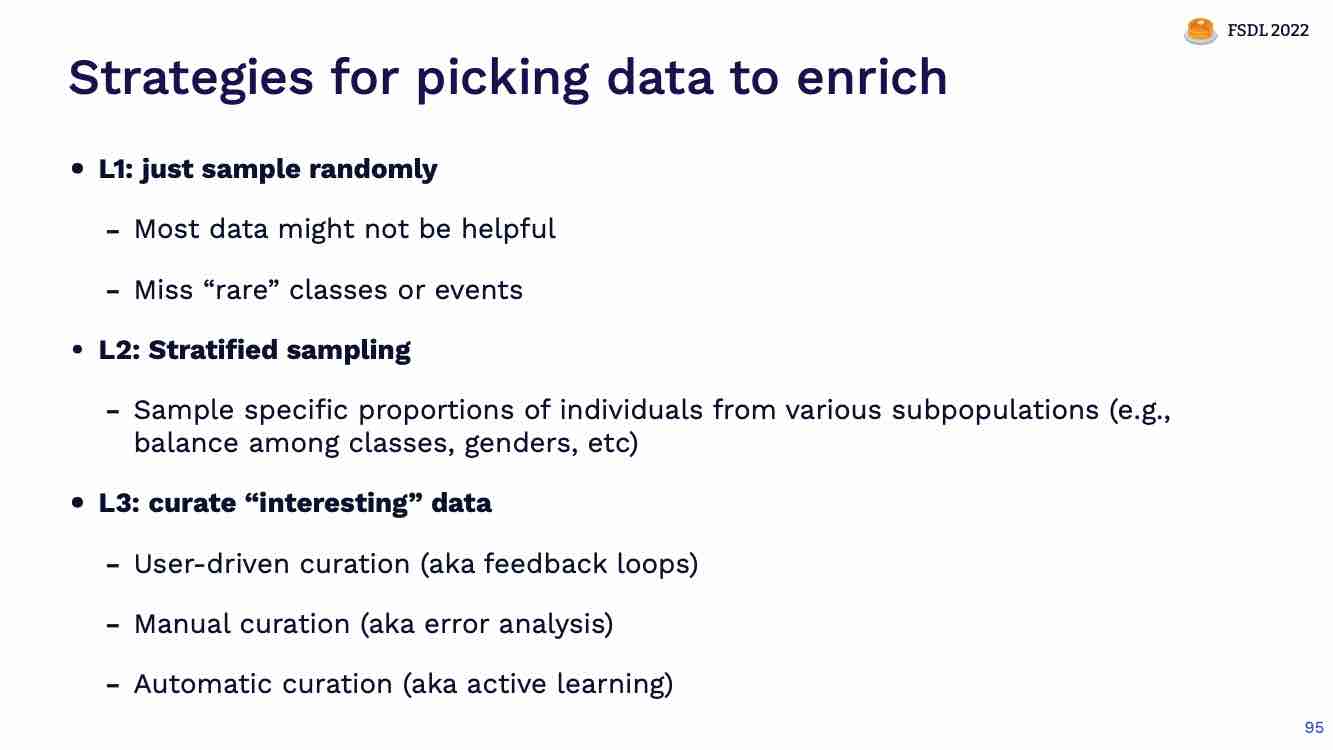 FSDL 2022
Strategies for picking data to enrich
• L1: just sample randomly
– Most data might not be helpful
– Miss “rare” classes or events
• L2: Stratified sampling
– Sample specific proportions of individuals from various subpopulations (e.g.,
balance among classes, genders, etc)
• L3: curate “interesting” data
– User-driven curation (aka feedback loops)
– Manual curation (aka error analysis)
– Automatic curation (aka active learning)
95